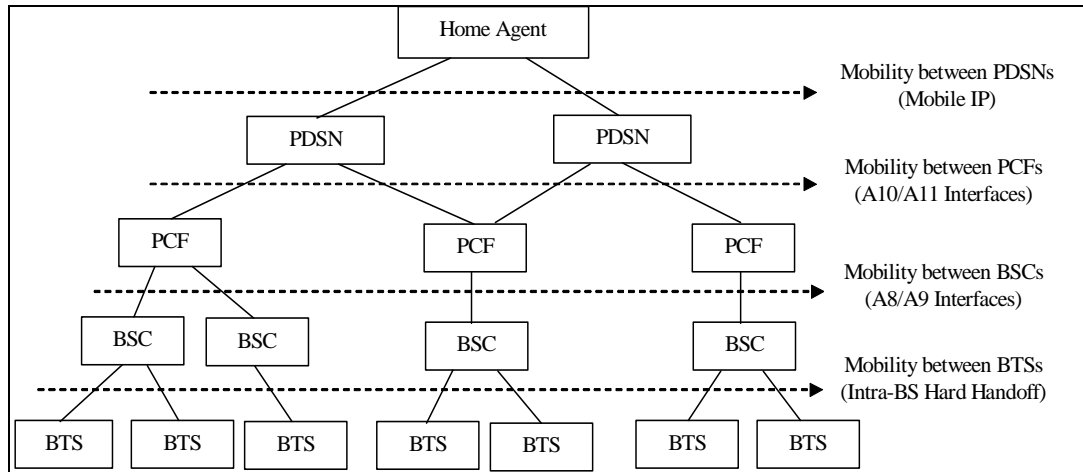 Home Agent
Mobility between PDSNs
(Mobile IP)
PDSN
PDSN
Mobility between PCFs
(A10/A11 Interfaces)
PCF
PCF
PCF
Mobility between BSCs
(A8/A9 Interfaces)
BSC
BSC
BSC
BSC
Mobility between BTSs
(Intra-BS Hard Handoff)
BTS
BTS
BTS
BTS
BTS
BTS
BTS